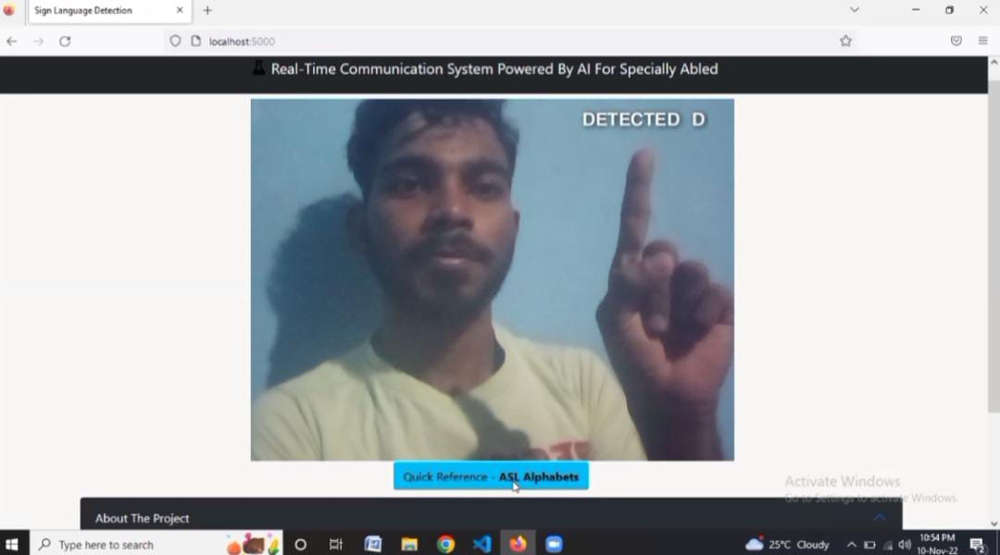 Sign Language Detection
localhost:5000
Real-Time Communication System Powered By AI For Specially Abled
DETECTED D
Quick Reference - ASL Alphabets
Activate Windows
Go to Settings to activate Windows.
About The Project
Type here to search
25°C Cloudy
10:54 PM
10-Nov-22
2